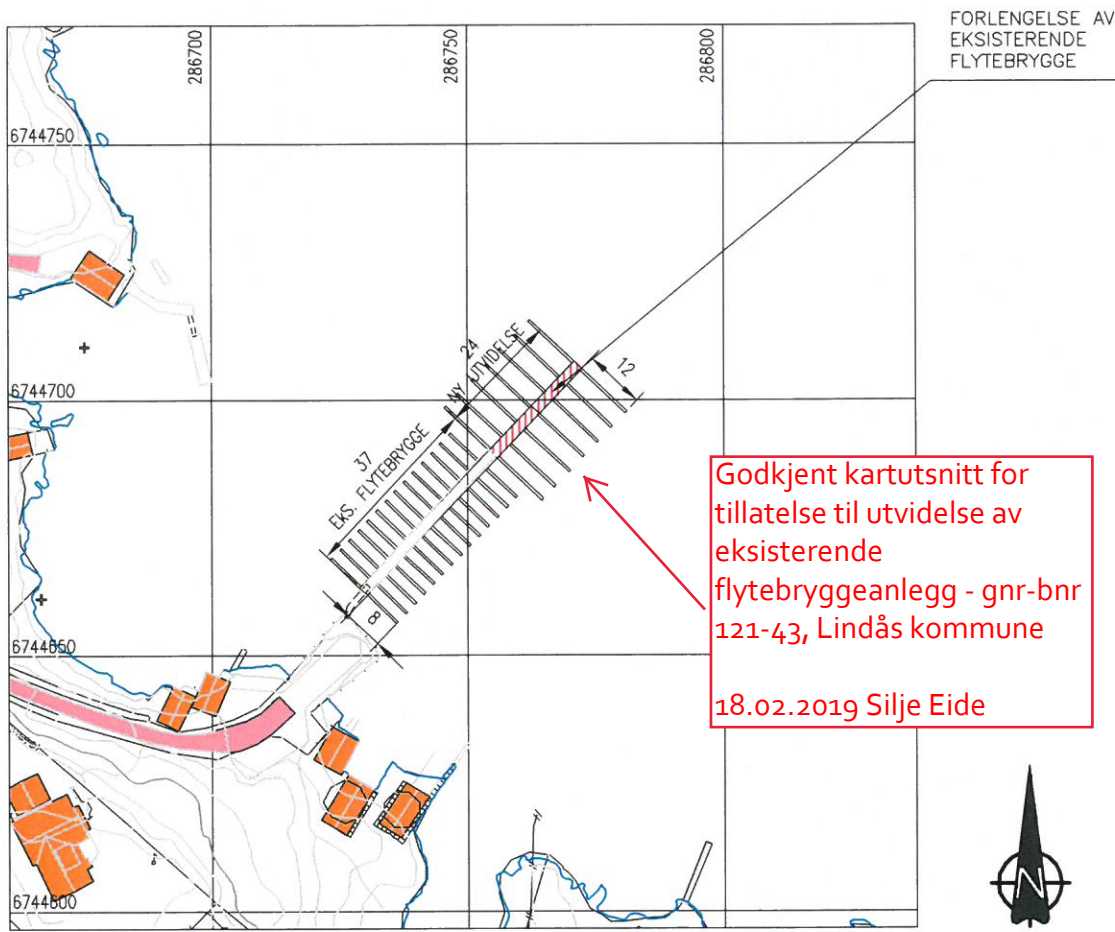 FORLENGELSE AV
EKSISTERENDE
FLYTEBRYGGE
286700
286750
286800
6744750
6744700
6744650
6744600
24
NY UTVIDELSE
12
37
EKS. FLYTEBRYGGE
8
Godkjent kartutsnitt for
tillatelse til utvidelse av
eksisterende
flytebryggeanlegg - gnr-bnr
121-43, Lindås kommune
18.02.2019 Silje Eide
N